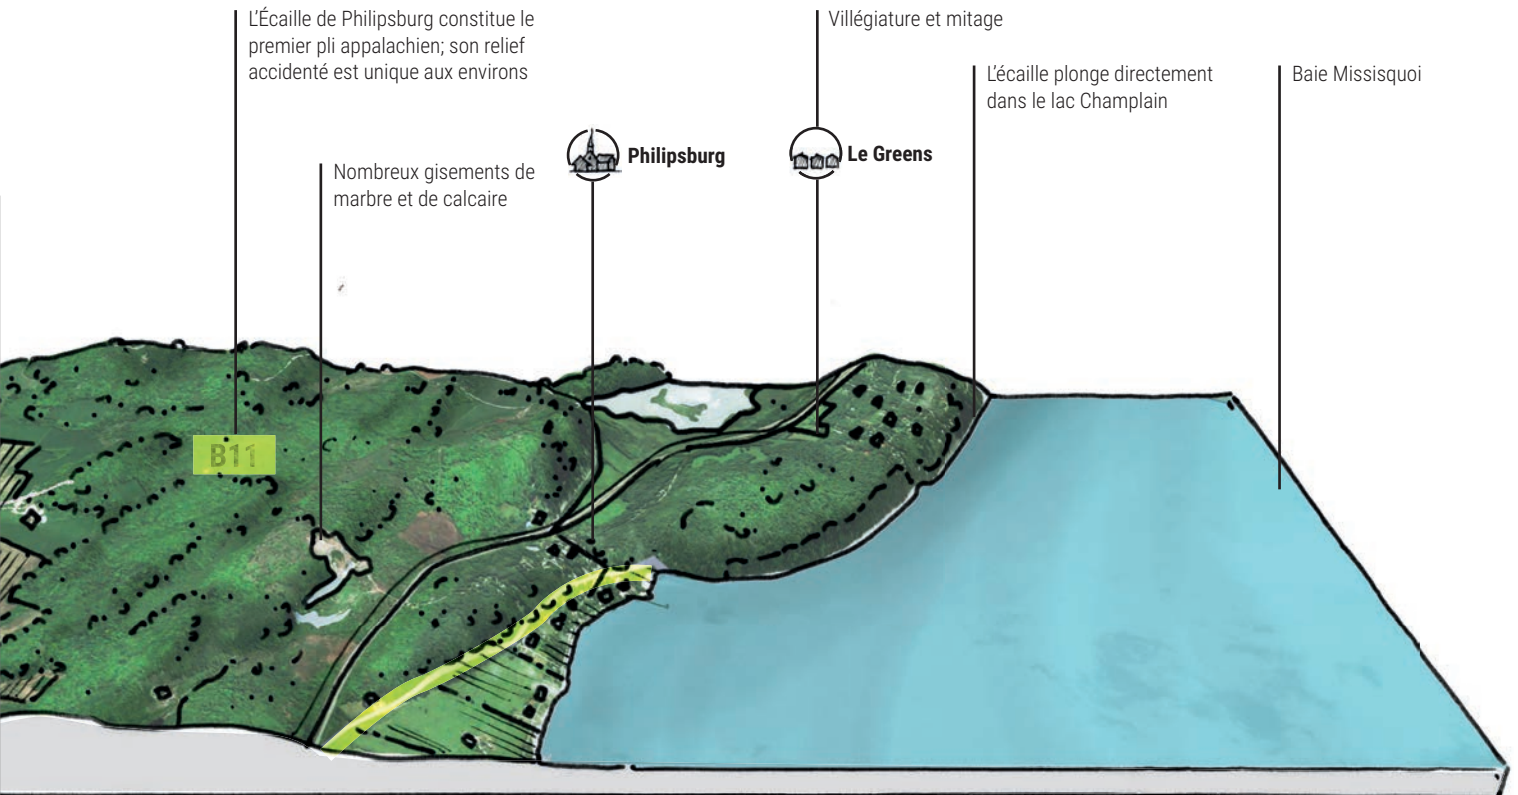 L'Écaille de Philipsburg constitue le
premier pli appalachien; son relief
accidenté est unique aux environs
Villégiature et mitage
L'écaille plonge directement
dans le lac Champlain
Baie Missisquoi
Nombreux gisements de
marbre et de calcaire
Philipsburg
Le Greens
B11